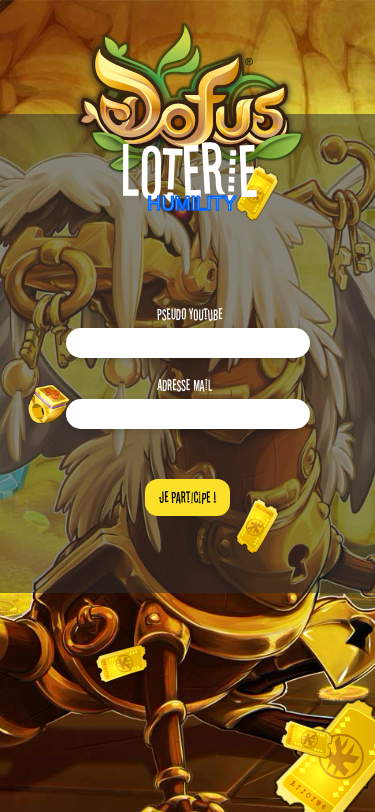 Dofus®
LOTERIE
HUMILITY
PSEUDO YOUTUBE
ADRESSE MAIL
JE PARTICIPE !